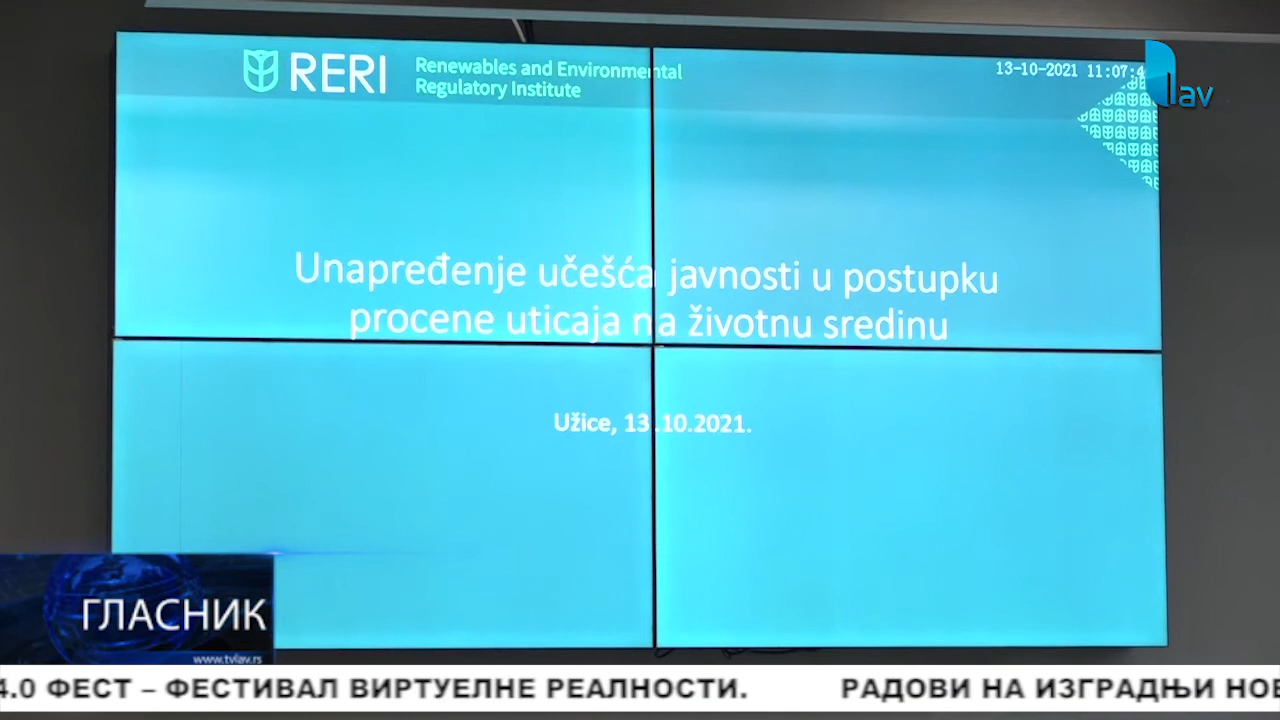 RERI
Renewables and Environmental
Regulatory Institute
13-10-2021 11:07:4
lav
Unapređenje učešća javnosti u postupku
procene uticaja na životnu sredinu
Užice, 13.10.2021.
ГЛАСНИК
www.tvlav.rs
4.0 ФЕСТ – ФЕСТИВАЛ ВИРТУЕЛНЕ РЕАЛНОСТИ. РАДОВИ НА ИЗГРАДЊИ